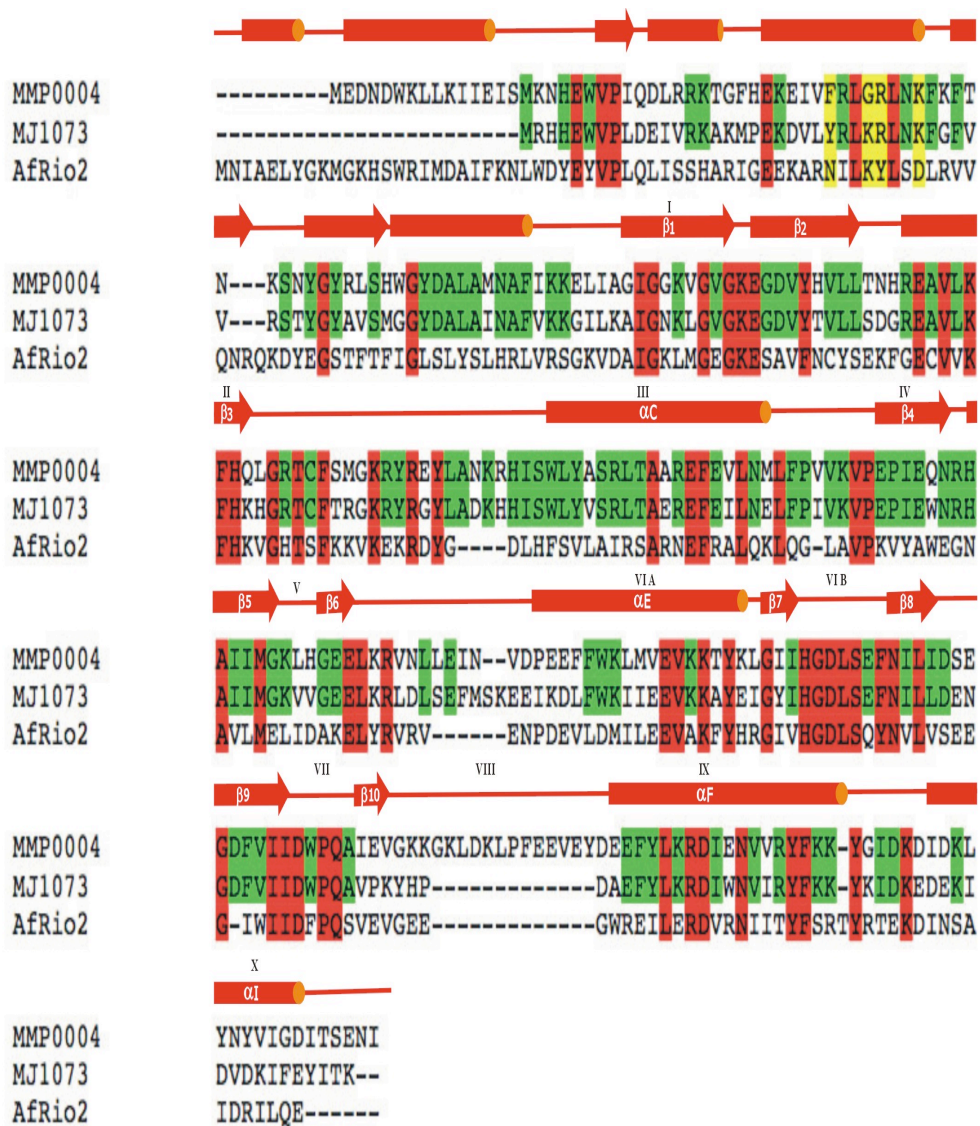 MMP0004 ---------MEDNDWKLLKIIEISMKNHEWVPIQDLRRKTGFHEKEIVFRLGRLNKFKFT
MJ1073 ------------------------MRHHEWVPLDEIVRKAKMPEKDVLYRLKRLNKFGFV
AfRio2 MNIAELYGKMGKHSWRIMDAIFKNLWDYEYVPLQLISSHARIGEEKARNILKYLSDLRVV
I
β1 β2
MMP0004 N---KSNYGYRLSHWGYDALAMNAFIKKELIAGIGGKVGVGKEGDVYHVLLTNHREAVLK
MJ1073 V---RSTYGYAVSMGGYDALAINAFVKKGILKAIGNKLGVGKEGDVYTVLLSDGREAVLK
AfRio2 QNRQKDYEGSTFTFIGLSLYSLHRLVRSGKVDAIGKLMGEGKESAVFNCYSEKFGECVVK
II III IV
β3 αC β4
MMP0004 FHQLGRTCFSMGKRYREYLANKRHISWLYASRLTAAREFEVLNMLFPVVKVPEPIEQNRH
MJ1073 FHKHGRTCFTRGKRYRGYLADKHHISWLYVSRLTAEREFEILNELFPIVKVPEPIEWNRH
AfRio2 FHKVGHTSFKKVKEKRDYG----DLHFSVLAIRSARNEFRALQKLQG-LAVPKVYAWEGN
V VI A VI B
β5 β6 αE β7 β8
MMP0004 AIIMGKLHGEELKRVNLLEIN--VDPEEFFWKLMVEVKKTYKLGIIHGDLSEFNILIDSE
MJ1073 AIIMGKVVGEELKRLDLSEFMSKEEIKDLFWKIIEEVKKAYEIGYIHGDLSEFNILLDEN
AfRio2 AVLMELIDAKELYRVRV------ENPDEVLDMILEEVAKFYHRGIVHGDLSQYNVLVSEE
VII VIII IX
β9 β10 αF
MMP0004 GDFVIIDWPQAIEVGKKGKLDKLPFEEVEYDEEFYLKRDIENVVRYFKK-YGIDKDIDKL
MJ1073 GDFVIIDWPQAVPKYHP-------------DAEFYLKRDIWNVIRYFKK-YKIDKEDEKI
AfRio2 G-IWIIDFPQSVEVGEE-------------GWREILERDVRNIITYFSRTYRTEKDINSA
X
αI
MMP0004 YNYVIGDITSENI
MJ1073 DVDKIFEYITK--
AfRio2 IDRILQE------